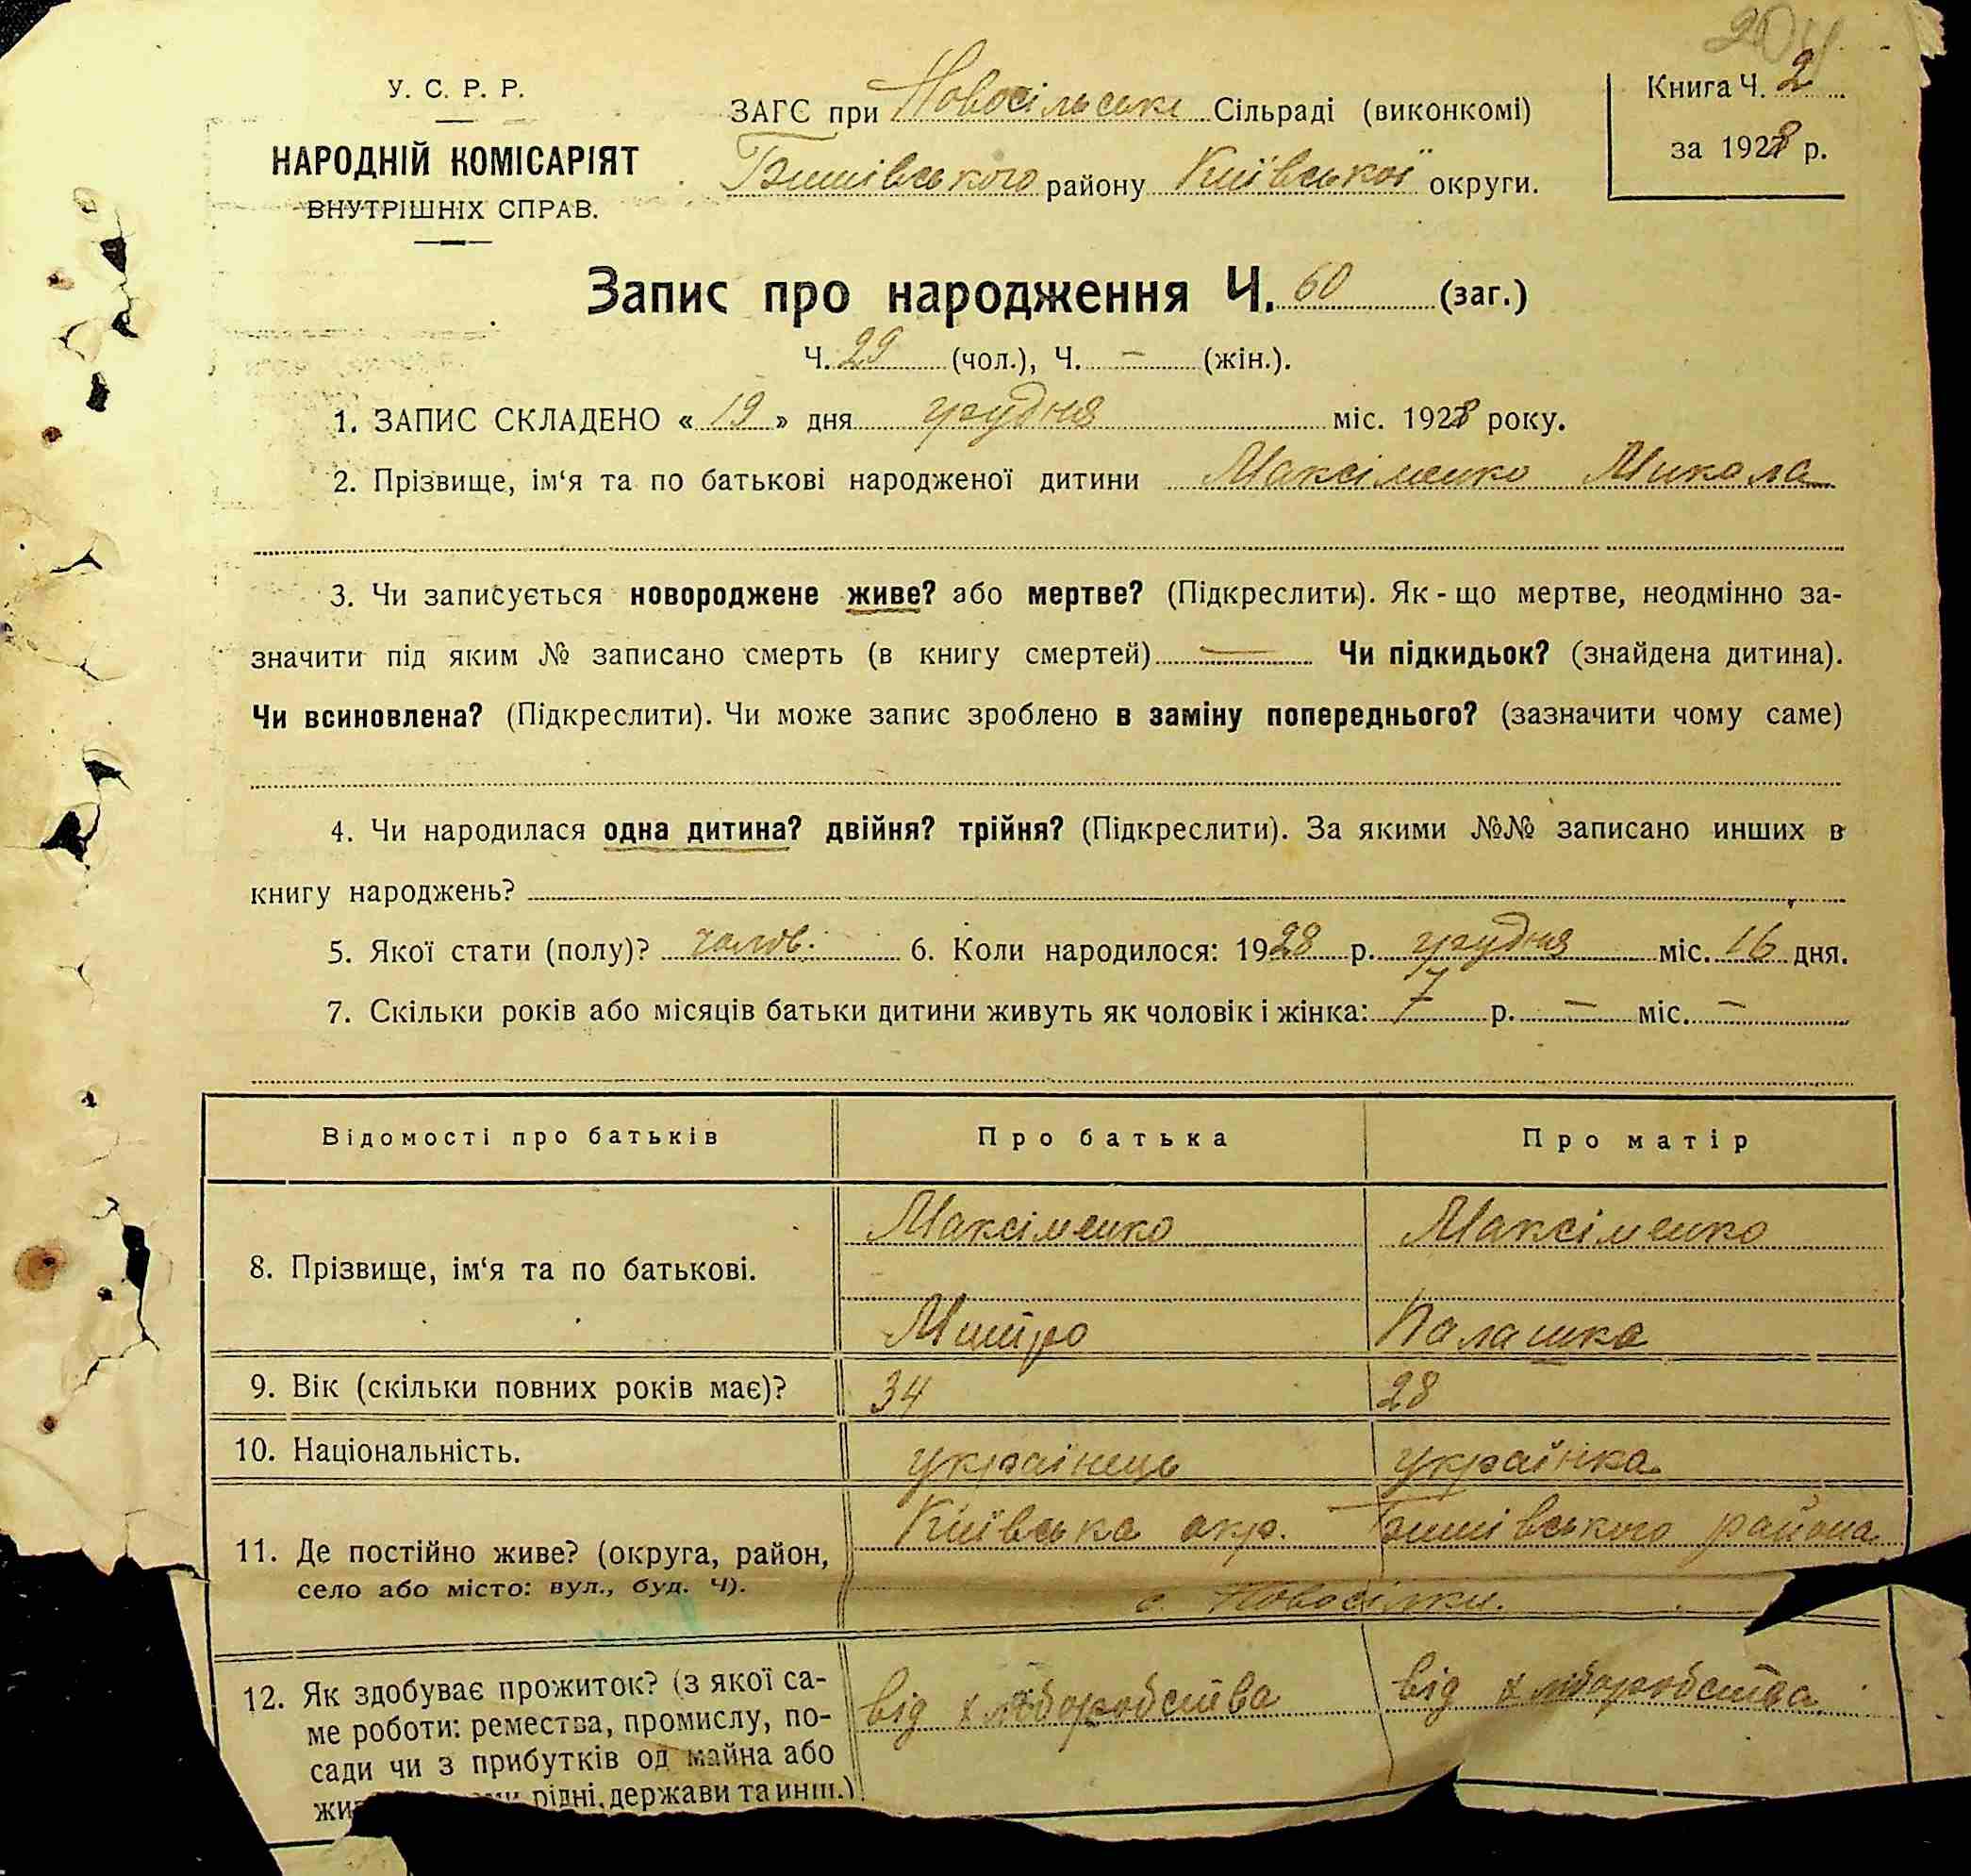 204
У. С. Р. Р.
НАРОДНІЙ КОМІСАРІЯТ
ВНУТРІШНІХ СПРАВ.
ЗАГС при Новосільські Сільраді (виконкомі)
Бишівського району Київської округи.
Книга Ч. 2
за 1928 р.
Запис про народження Ч. 60 (заг.)
Ч. 29 (чол.), Ч. — (жін.).
1. ЗАПИС СКЛАДЕНО « 19 » дня грудня міс. 1928 року.
2. Прізвище, ім‘я та по батькові народженої дитини Максіменко Микола
3. Чи записується новороджене живе? або мертве? (Підкреслити). Як - що мертве, неодмінно за-
значити під яким № записано смерть (в книгу смертей) — Чи підкидьок? (знайдена дитина).
Чи всиновлена? (Підкреслити). Чи може запис зроблено в заміну попереднього? (зазначити чому саме)
4. Чи народилася одна дитина? двійня? трійня? (Підкреслити). За якими №№ записано инших в
книгу народжень?
5. Якої стати (полу)? чолов. 6. Коли народилося: 1928 р. грудня міс. 16 дня.
7. Скільки років або місяців батьки дитини живуть як чоловік і жінка: 7 р. — міс. —
Відомості про батьків Про батька Про матір
8. Прізвище, ім‘я та по батькові.
Максіменко Максіменко
Митро Палашка
9. Вік (скільки повних років має)? 34 28
10. Національність. українець українка
11. Де постійно живе? (округа, район,
село або місто: вул., буд. Ч).
Київська окр. Бишівського района
с. Новосілки.
12. Як здобуває прожиток? (з якої са-
ме роботи: ремества, промислу, по-
сади чи з прибутків од майна або
рідні, держави та инш.)
від хліборобства від хліборобства